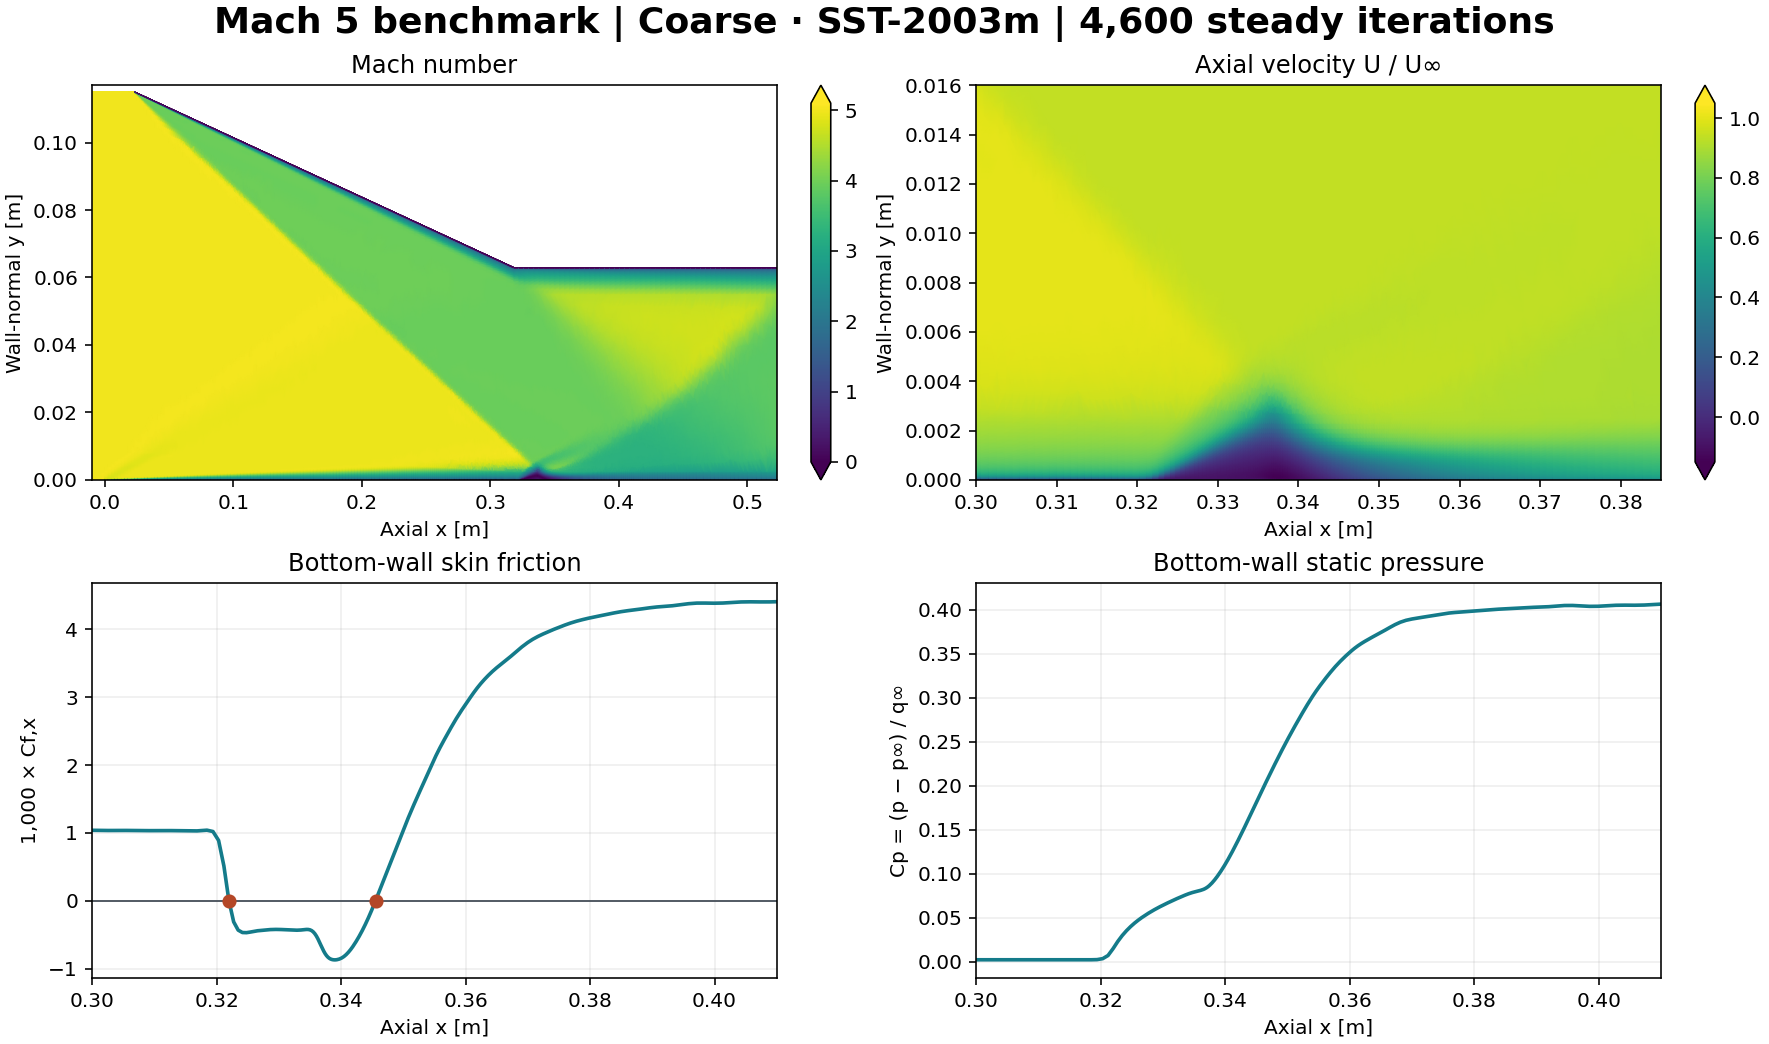 Mach 5 benchmark | Coarse · SST-2003m | 4,600 steady iterations
Mach number
Wall-normal y [m]
0.10
0.08
0.06
0.04
0.02
0.00
0.0 0.1 0.2 0.3 0.4 0.5
Axial x [m]
5
4
3
2
1
0
Axial velocity U / U∞
Wall-normal y [m]
0.016
0.014
0.012
0.010
0.008
0.006
0.004
0.002
0.000
0.30 0.31 0.32 0.33 0.34 0.35 0.36 0.37 0.38
Axial x [m]
1.0
0.8
0.6
0.4
0.2
0.0
Bottom-wall skin friction
1,000 × Cf,x
4
3
2
1
0
−1
0.30 0.32 0.34 0.36 0.38 0.40
Axial x [m]
Bottom-wall static pressure
Cp = (p − p∞) / q∞
0.40
0.35
0.30
0.25
0.20
0.15
0.10
0.05
0.00
0.30 0.32 0.34 0.36 0.38 0.40
Axial x [m]